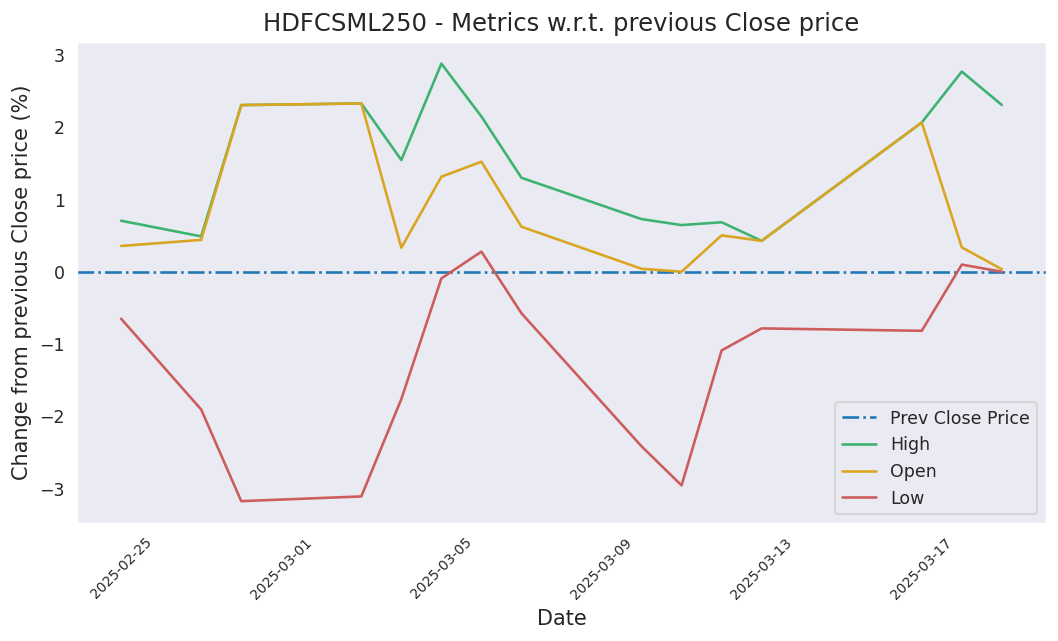 HDFCSML250 - Metrics w.r.t. previous Close price
Change from previous Close price (%)
3
2
1
0
−1
−2
−3
Prev Close Price
High
Open
Low
2025-02-25
2025-03-01
2025-03-05
2025-03-09
2025-03-13
2025-03-17
Date